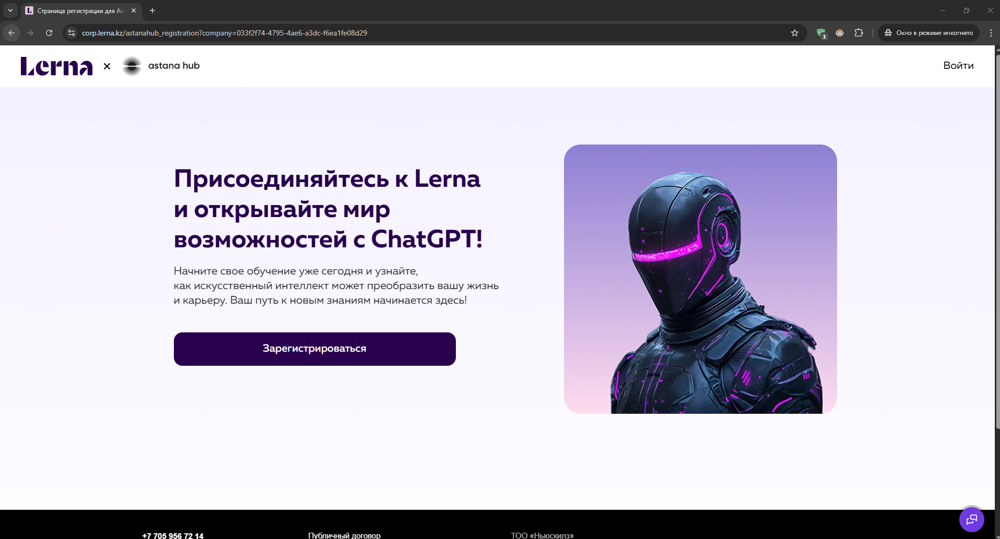 Страница регистрации для Ас
corp.lerna.kz/astanahub_registration?company=033f2f74-4795-4ae6-a3dc-f6ea1fe08d29
3
Окно в режиме инкогнито
Lerna × astana hub
Войти
Присоединяйтесь к Lerna
и открывайте мир
возможностей с ChatGPT!
Начните свое обучение уже сегодня и узнайте,
как искусственный интеллект может преобразить вашу жизнь
и карьеру. Ваш путь к новым знаниям начинается здесь!
Зарегистрироваться
+7 705 956 72 14
Публичный договор
ТОО «Ньюскилз»